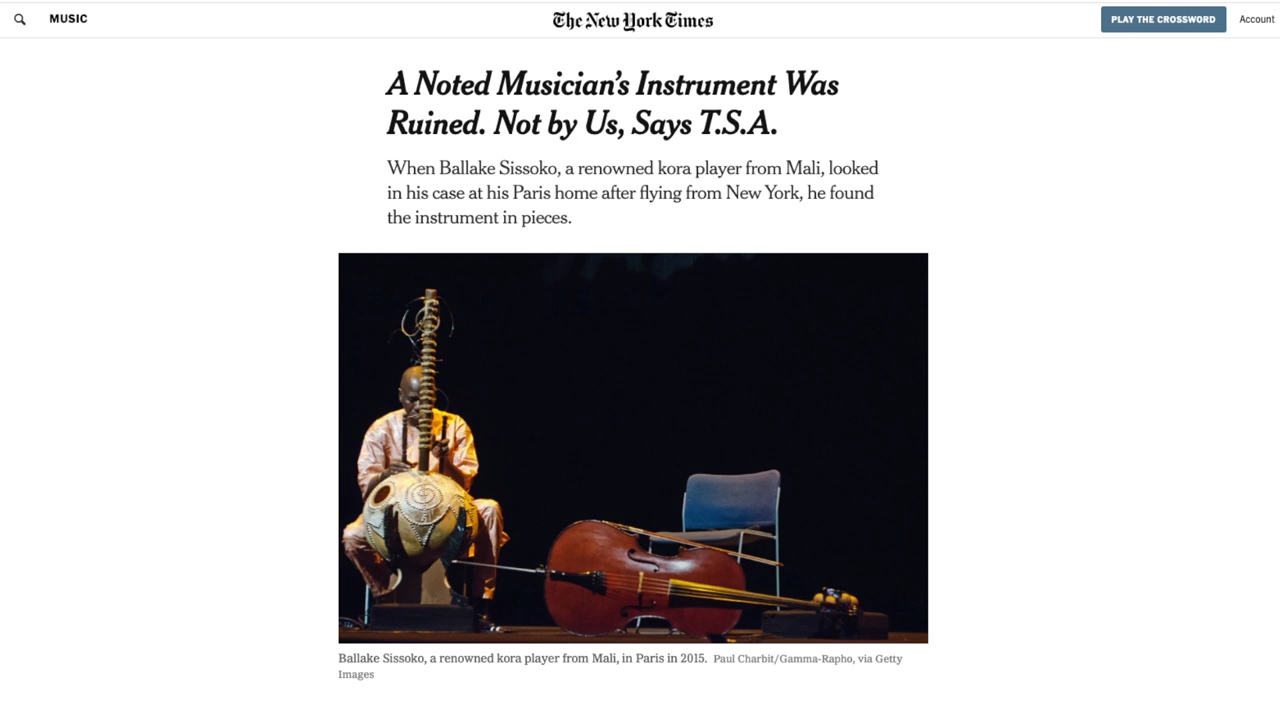 MUSIC
The New York Times
PLAY THE CROSSWORD
Account
A Noted Musician's Instrument Was
Ruined. Not by Us, Says T.S.A.
When Ballake Sissoko, a renowned kora player from Mali, looked
in his case at his Paris home after flying from New York, he found
the instrument in pieces.
Ballake Sissoko, a renowned kora player from Mali, in Paris in 2015. Paul Charbit/Gamma-Rapho, via Getty
Images